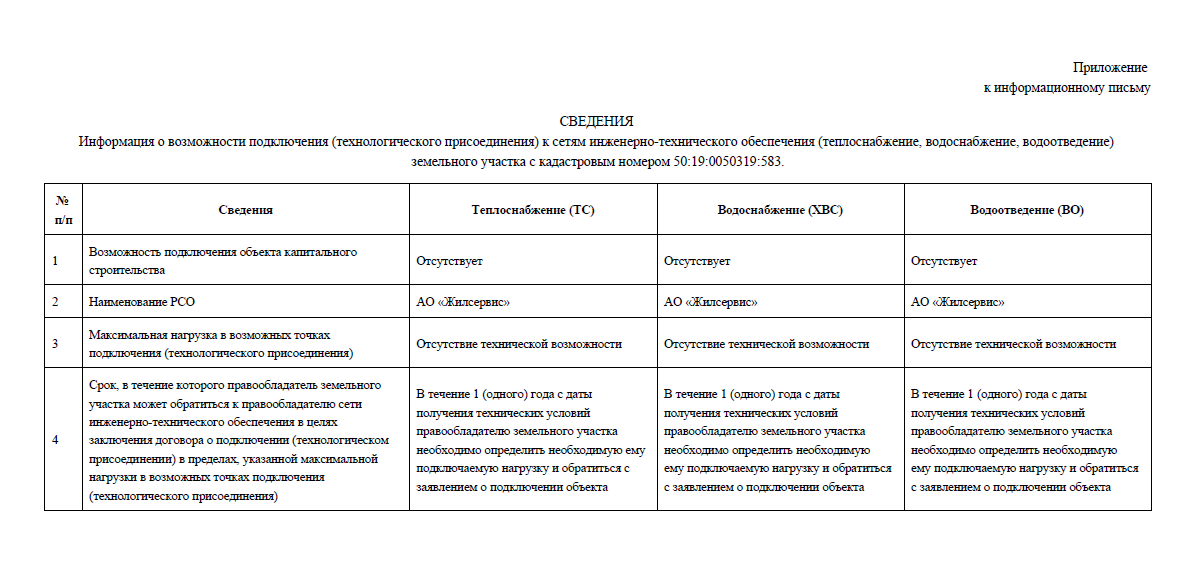 Приложение
к информационному письму
СВЕДЕНИЯ
Информация о возможности подключения (технологического присоединения) к сетям инженерно-технического обеспечения (теплоснабжение, водоснабжение, водоотведение)
земельного участка с кадастровым номером 50:19:0050319:583.
№
п/п
Сведения
Теплоснабжение (ТС)
Водоснабжение (ХВС)
Водоотведение (ВО)
1
Возможность подключения объекта капитального
строительства
Отсутствует
Отсутствует
Отсутствует
2
Наименование РСО
АО «Жилсервис»
АО «Жилсервис»
АО «Жилсервис»
3
Максимальная нагрузка в возможных точках
подключения (технологического присоединения)
Отсутствие технической возможности
Отсутствие технической возможности
Отсутствие технической возможности
4
Срок, в течение которого правообладатель земельного
участка может обратиться к правообладателю сети
инженерно-технического обеспечения в целях
заключения договора о подключении (технологическом
присоединении) в пределах, указанной максимальной
нагрузки в возможных точках подключения
(технологического присоединения)
В течение 1 (одного) года с даты
получения технических условий
правообладателю земельного участка
необходимо определить необходимую ему
подключаемую нагрузку и обратиться с
заявлением о подключении объекта
В течение 1 (одного) года с даты
получения технических условий
правообладателю земельного участка
необходимо определить необходимую
ему подключаемую нагрузку и обратиться
с заявлением о подключении объекта
В течение 1 (одного) года с даты
получения технических условий
правообладателю земельного участка
необходимо определить необходимую
ему подключаемую нагрузку и обратиться
с заявлением о подключении объекта